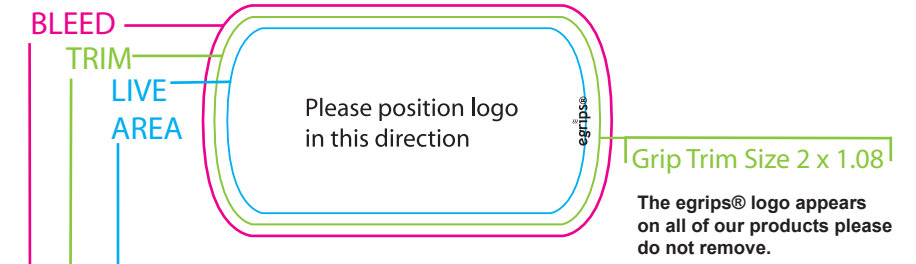 BLEED
TRIM
LIVE
AREA
Please position logo
in this direction
egrips®
Grip Trim Size 2 x 1.08
The egrips® logo appears
on all of our products please
do not remove.